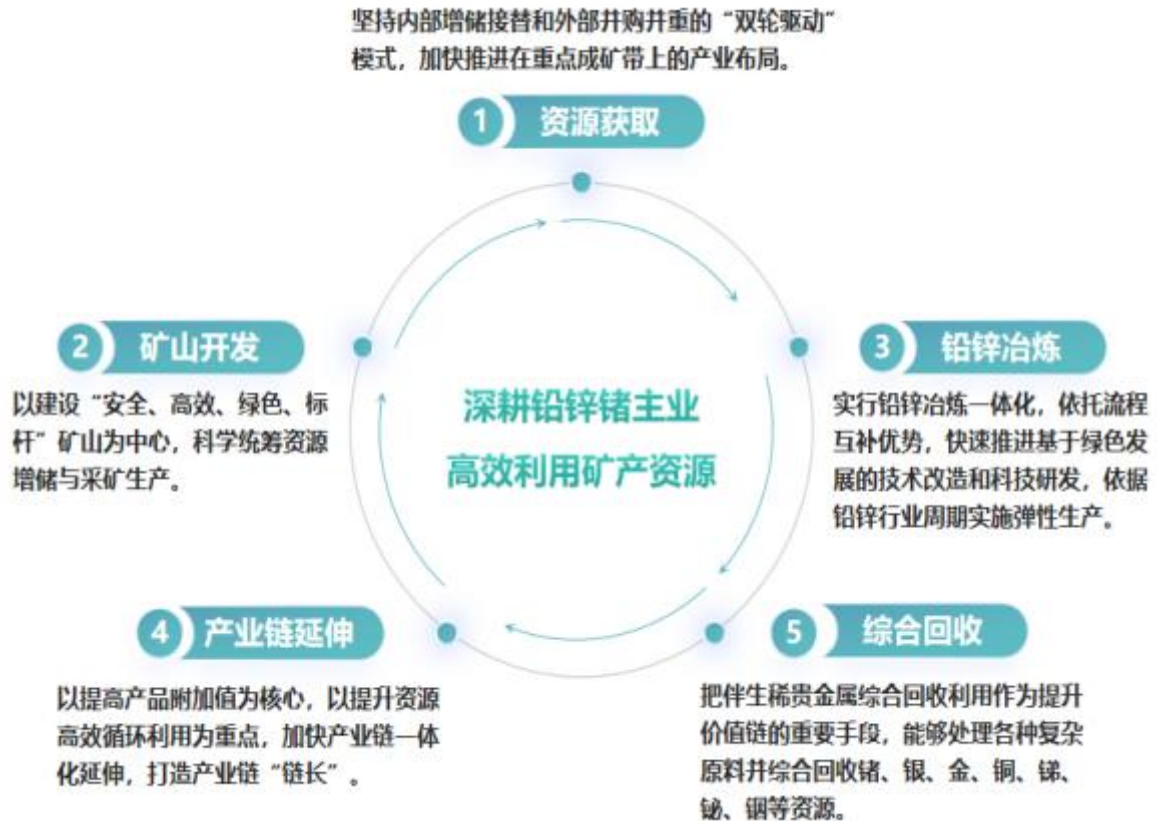 坚持内部增储接替和外部并购并重的“双轮驱动”
模式，加快推进在重点成矿带上的产业布局。
1 资源获取
2 矿山开发
以建设“安全、高效、绿色、标
杆”矿山为中心，科学统筹资源
增储与采矿生产。
3 铅锌冶炼
实行铅锌冶炼一体化，依托流程
互补优势，快速推进基于绿色发
展的技术改造和科技研发，依据
铅锌行业周期实施弹性生产。
深耕铅锌锗主业
高效利用矿产资源
4 产业链延伸
以提高产品附加值为核心，以提升资源
高效循环利用为重点，加快产业链一体
化延伸，打造产业链“链长”。
5 综合回收
把伴生稀贵金属综合回收利用作为提升
价值链的重要手段，能够处理各种复杂
原料并综合回收锗、银、金、铜、锑、
铋、铟等资源。